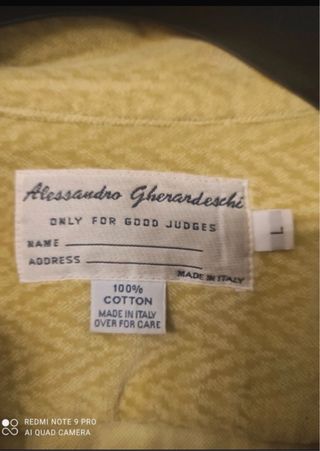 Alessandro Gherardeschi
ONLY FOR GOOD JUDGES
NAME
ADDRESS
MADE IN ITALY
L
100%
COTTON
MADE IN ITALY
OVER FOR CARE
REDMI NOTE 9 PRO
AI QUAD CAMERA